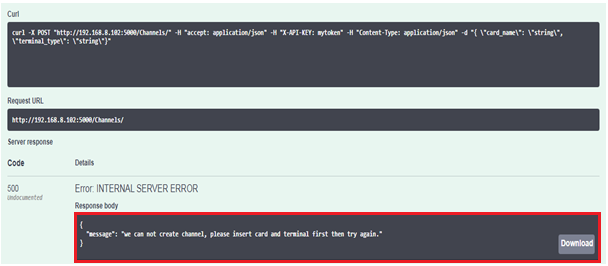 Curl
curl -X POST "http://192.168.8.102:5000/Channels/" -H "accept: application/json" -H "X-API-KEY: mytoken" -H "Content-Type: application/json" -d "{ \"card_name\": \"string\",
\"terminal_type\": \"string\"}"
Request URL
http://192.168.8.102:5000/Channels/
Server response
Code Details
500 Error: INTERNAL SERVER ERROR
Undocumented
Response body
{
"message": "we can not create channel, please insert card and terminal first then try again."
}
Download